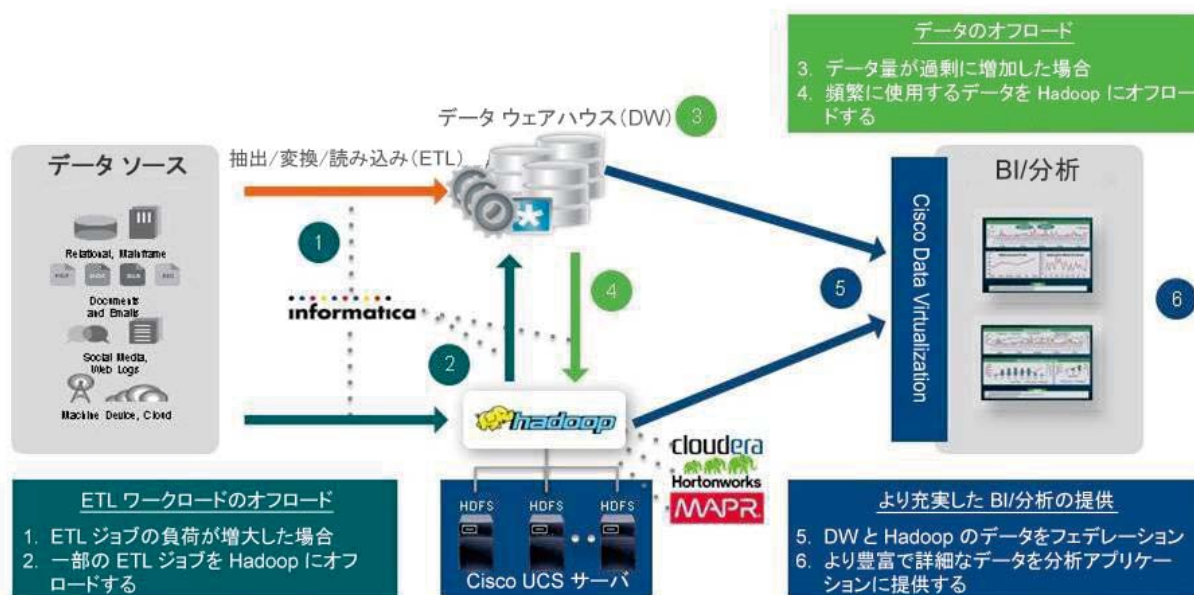 データのオフロード
3. データ量が過剰に増加した場合
4. 頻繁に使用するデータを Hadoop にオフロー
ドする
データ ウェアハウス(DW)
3
データ ソース
抽出/変換/読み込み(ETL)
BI/分析
Relational, Mainframe
Documents
and Emails
Social Media,
Web Logs
Machine Device, Cloud
1
informatica
2
4
5
Cisco Data Virtualization
6
hadoop
cloudera
Hortonworks
MAPR
HDFS
HDFS
HDFS
Cisco UCS サーバ
ETL ワークロードのオフロード
1. ETL ジョブの負荷が増大した場合
2. 一部の ETL ジョブを Hadoop にオフ
ロードする
より充実した BI/分析の提供
5. DW と Hadoop のデータをフェデレーション
6. より豊富で詳細なデータを分析アプリケー
ションに提供する